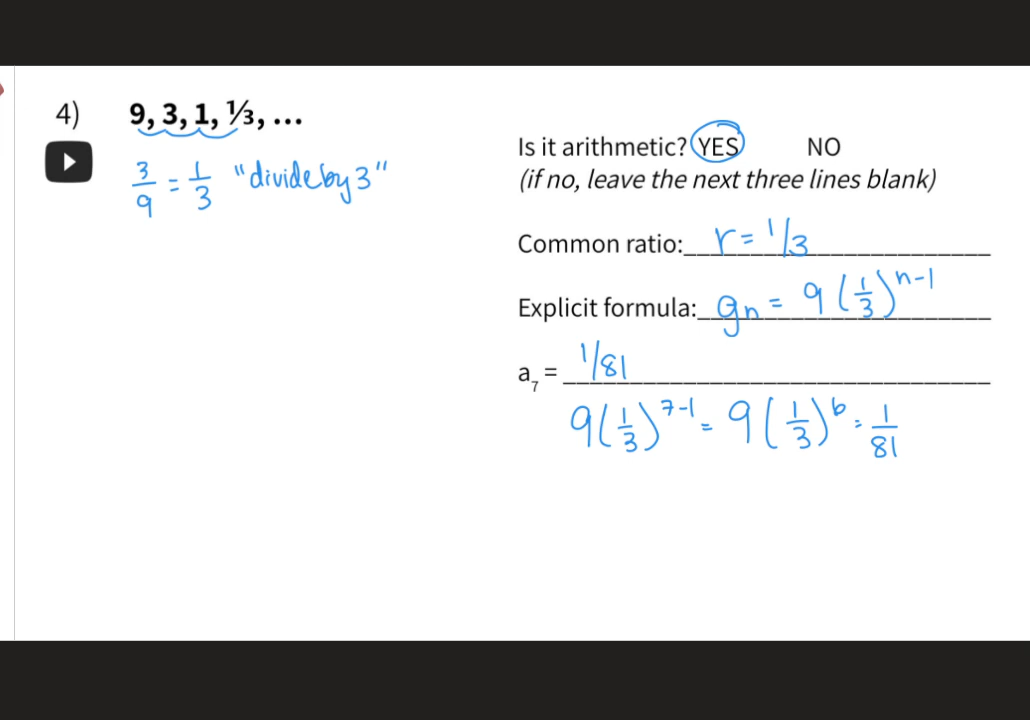 4) 9, 3, 1, ⅓, ...
3/9 = 1/3 "divide by 3"
Is it arithmetic? YES NO
(if no, leave the next three lines blank)
Common ratio: r = 1/3
Explicit formula: gn = 9(1/3)^n-1
a7 = 1/81
9(1/3)^7-1 = 9(1/3)^6 = 1/81